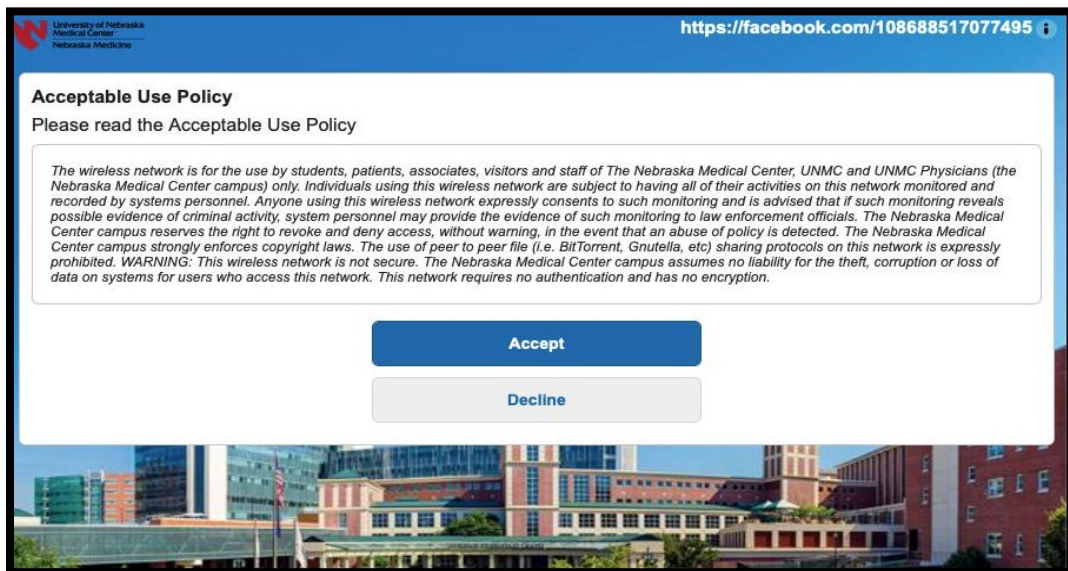 University of Nebraska
Medical Center
Nebraska Medicine
https://facebook.com/108688517077495
Acceptable Use Policy
Please read the Acceptable Use Policy
The wireless network is for the use by students, patients, associates, visitors and staff of The Nebraska Medical Center, UNMC and UNMC Physicians (the
Nebraska Medical Center campus) only. Individuals using this wireless network are subject to having all of their activities on this network monitored and
recorded by systems personnel. Anyone using this wireless network expressly consents to such monitoring and is advised that if such monitoring reveals
possible evidence of criminal activity, system personnel may provide the evidence of such monitoring to law enforcement officials. The Nebraska Medical
Center campus reserves the right to revoke and deny access, without warning, in the event that an abuse of policy is detected. The Nebraska Medical
Center campus strongly enforces copyright laws. The use of peer to peer file (i.e. BitTorrent, Gnutella, etc) sharing protocols on this network is expressly
prohibited. WARNING: This wireless network is not secure. The Nebraska Medical Center campus assumes no liability for the theft, corruption or loss of
data on systems for users who access this network. This network requires no authentication and has no encryption.
Accept
Decline